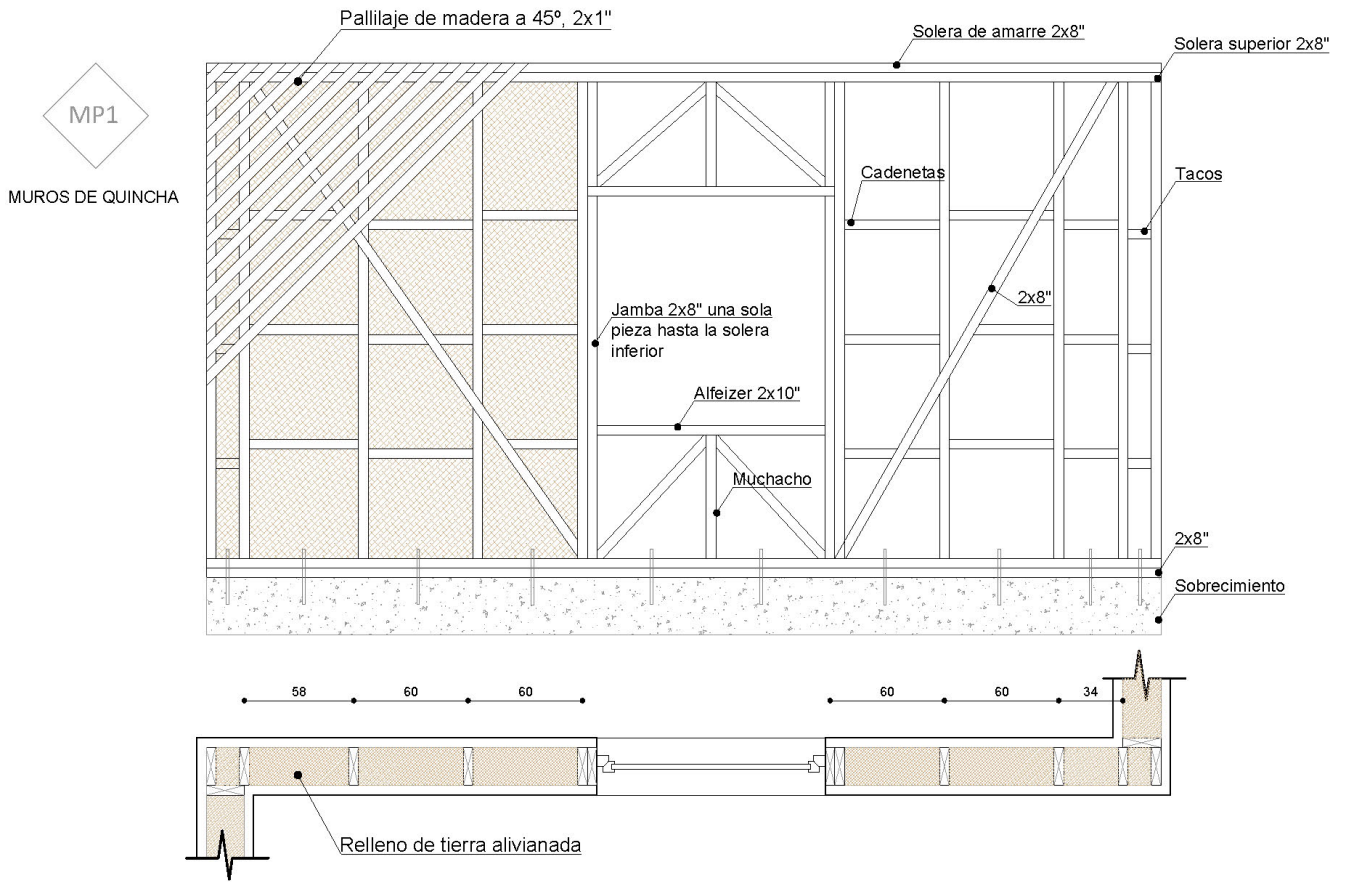 Pallilaje de madera a 45º, 2x1"
Solera de amarre 2x8"
Solera superior 2x8"
MP1
MUROS DE QUINCHA
Cadenetas
Tacos
2x8"
Jamba 2x8" una sola
pieza hasta la solera
inferior
Alfeizer 2x10"
Muchacho
2x8"
Sobrecimiento
58
60
60
60
60
34
Relleno de tierra alivianada